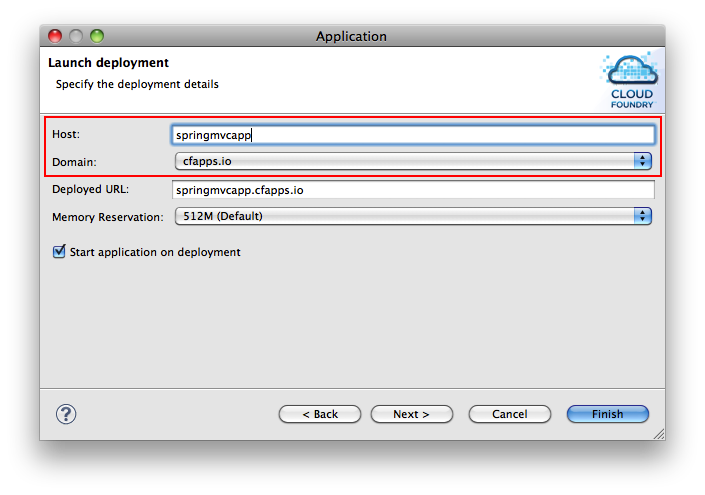 Application
Launch deployment
Specify the deployment details
CLOUD
FOUNDRY
Host: springmvcapp
Domain: cfapps.io
Deployed URL: springmvcapp.cfapps.io
Memory Reservation: 512M (Default)
Start application on deployment
? < Back Next > Cancel Finish